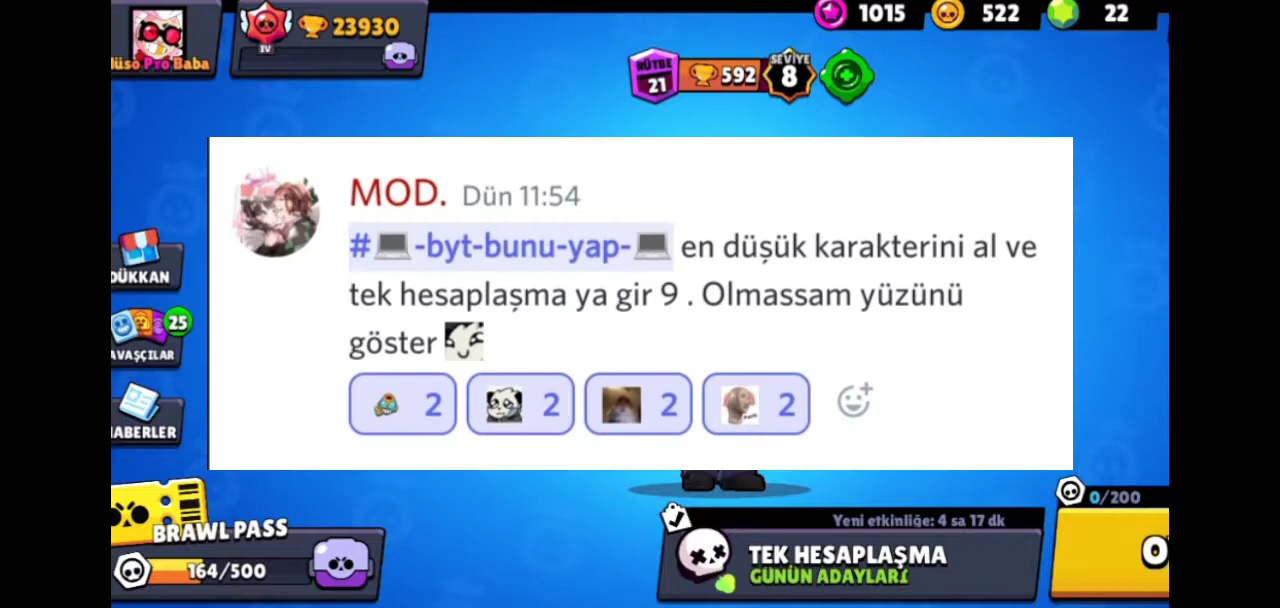 üso Pro Baba
IV
23930
1015
522
22
RÜTBE
21
592
SEVİYE
8
MOD. Dün 11:54
#💻-byt-bunu-yap-💻 en düşük karakterini al ve
tek hesaplaşma ya gir 9 . Olmassam yüzünü
göster
2
2
2
2
DÜKKAN
25
AVAŞÇILAR
HABERLER
BRAWL PASS
164/500
Yeni etkinliğe: 4 sa 17 dk
TEK HESAPLAŞMA
GÜNÜN ADAYLARI
0/200
O